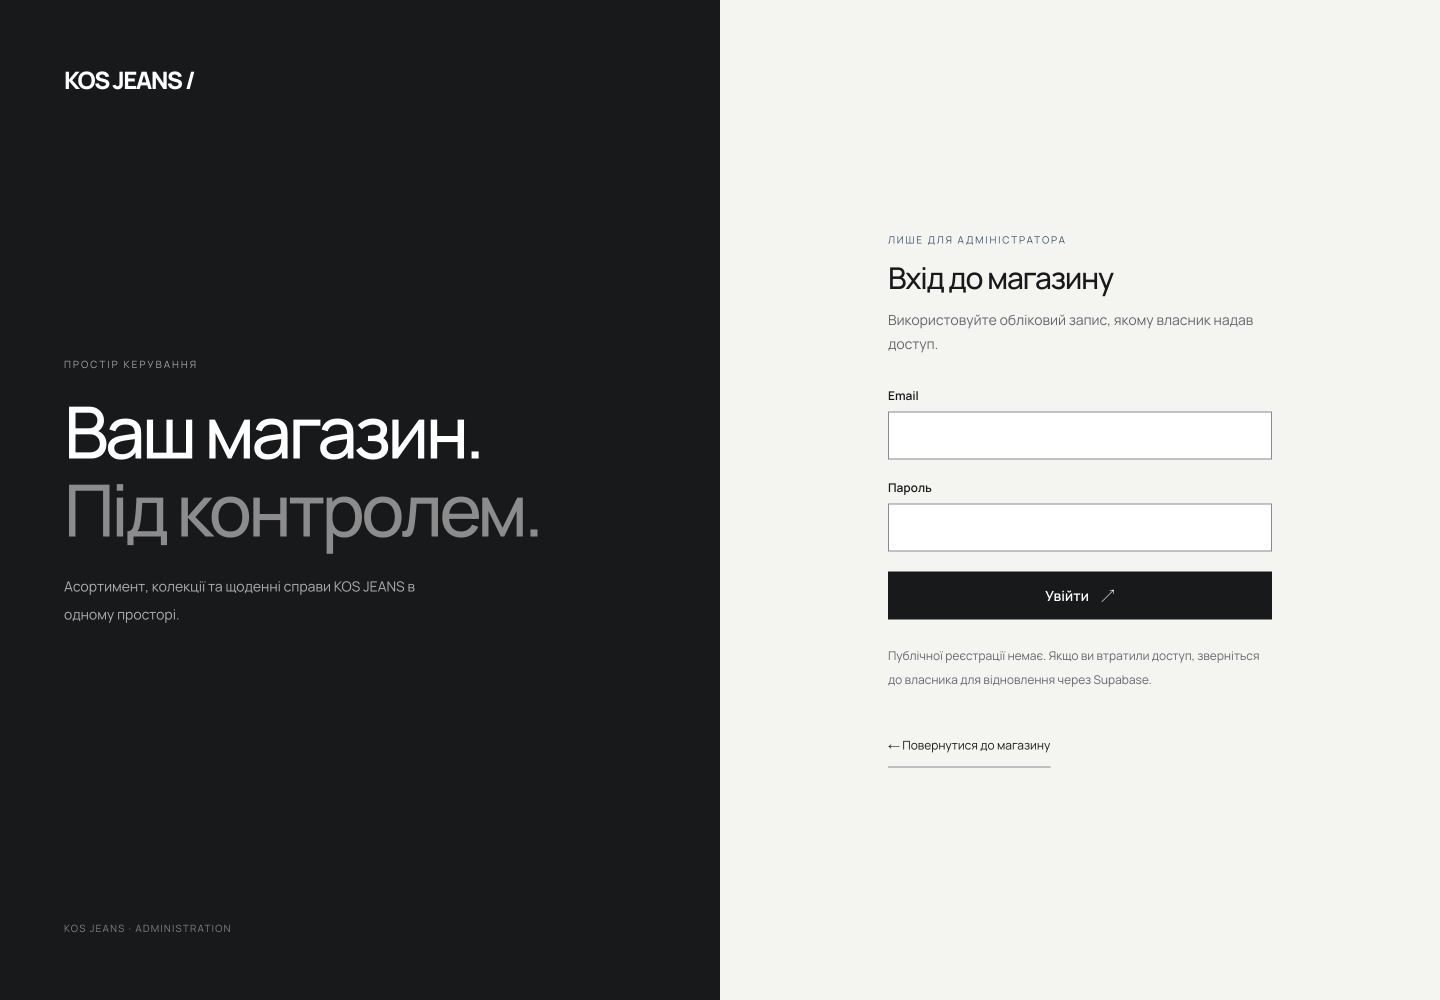 KOS JEANS /
ПРОСТІР КЕРУВАННЯ
Ваш магазин.
Під контролем.
Асортимент, колекції та щоденні справи KOS JEANS в
одному просторі.
KOS JEANS · ADMINISTRATION
ЛИШЕ ДЛЯ АДМІНІСТРАТОРА
Вхід до магазину
Використовуйте обліковий запис, якому власник надав
доступ.
Email
Пароль
Увійти ↗
Публічної реєстрації немає. Якщо ви втратили доступ, зверніться
до власника для відновлення через Supabase.
← Повернутися до магазину